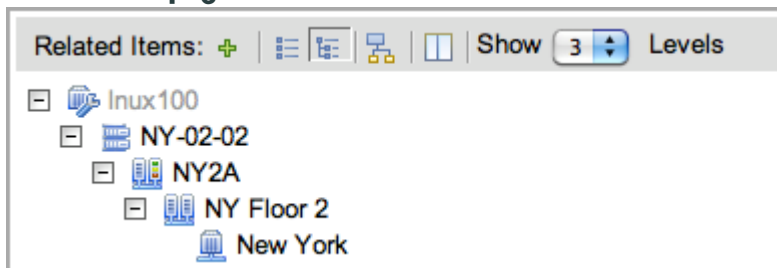 Related Items: Show 3 Levels
lnux100
NY-02-02
NY2A
NY Floor 2
New York